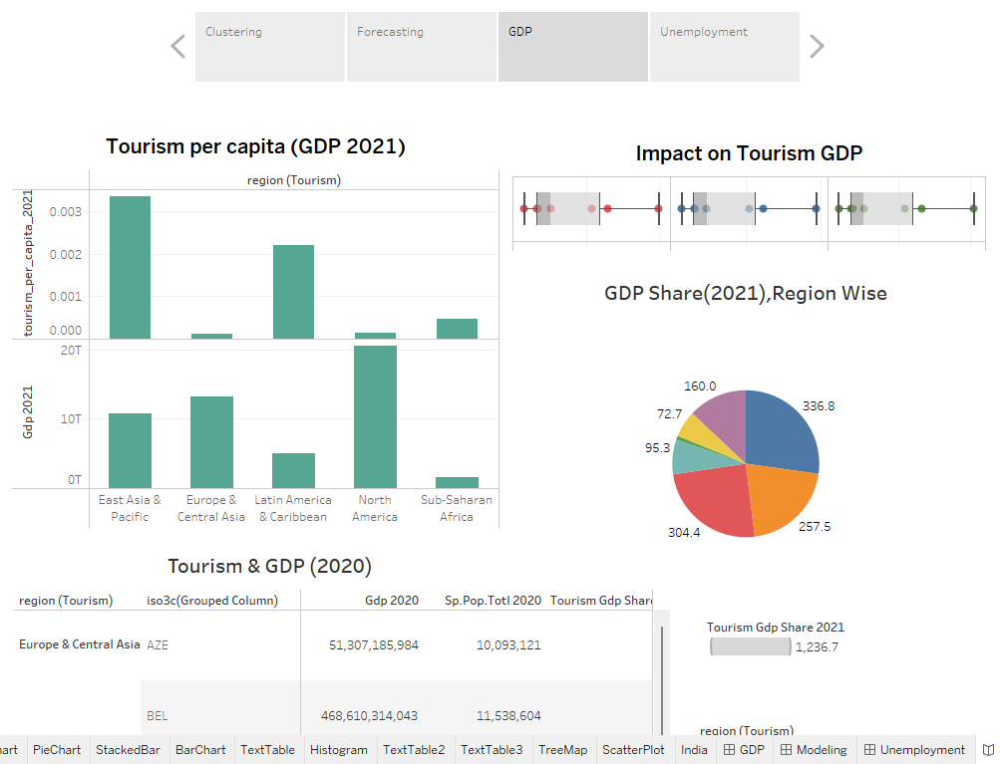 Clustering
Forecasting
GDP
Unemployment
Tourism per capita (GDP 2021)
region (Tourism)
tourism_per_capita_2021
0.003
0.002
0.001
0.000
Gdp 2021
20T
10T
0T
East Asia &
Pacific
Europe &
Central Asia
Latin America
& Caribbean
North
America
Sub-Saharan
Africa
Impact on Tourism GDP
GDP Share(2021),Region Wise
160.0
336.8
72.7
95.3
304.4
257.5
Tourism & GDP (2020)
region (Tourism) iso3c(Grouped Column) Gdp 2020 Sp.Pop.Totl 2020 Tourism Gdp Share
Europe & Central Asia AZE 51,307,185,984 10,093,121
BEL 468,610,314,043 11,538,604
Tourism Gdp Share 2021
1,236.7
region (Tourism)
art PieChart StackedBar BarChart TextTable Histogram TextTable2 TextTable3 TreeMap ScatterPlot India GDP Modeling Unemployment